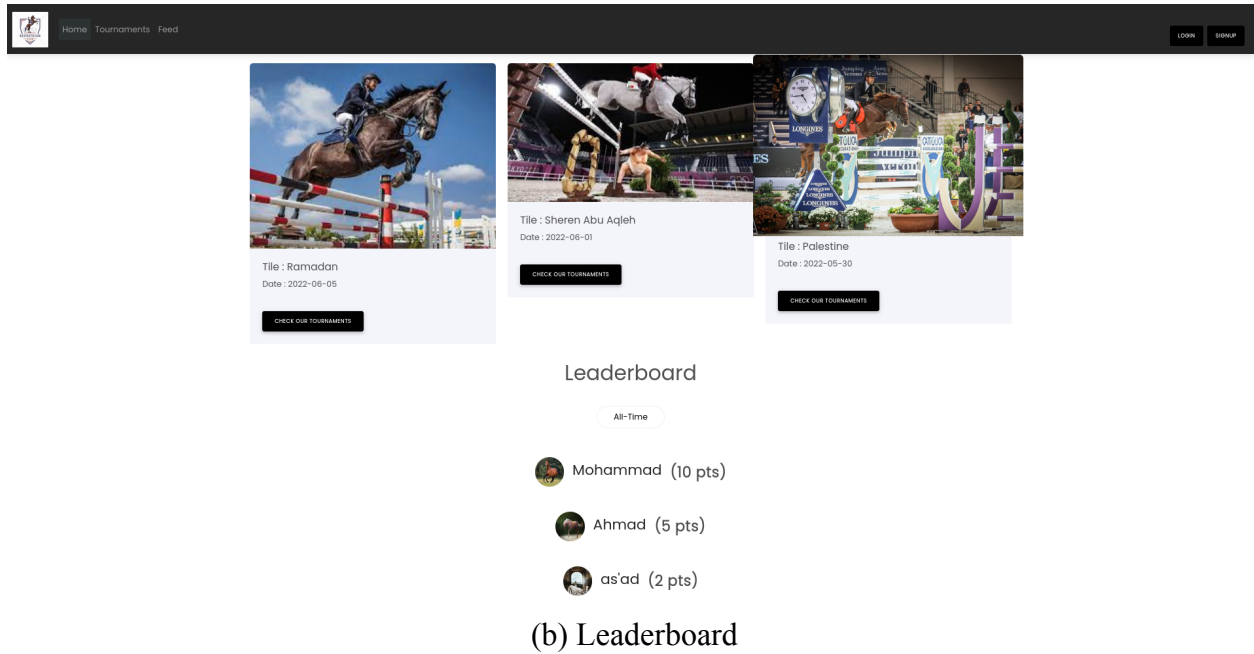 Home Tournaments Feed
LOGIN SIGNUP
LONGINES
LONGINES
Tile : Ramadan
Date : 2022-06-05
CHECK OUR TOURNAMENTS
Tile : Sheren Abu Aqleh
Date : 2022-06-01
CHECK OUR TOURNAMENTS
Tile : Palestine
Date : 2022-05-30
CHECK OUR TOURNAMENTS
Leaderboard
All-Time
Mohammad (10 pts)
Ahmad (5 pts)
as'ad (2 pts)
(b) Leaderboard